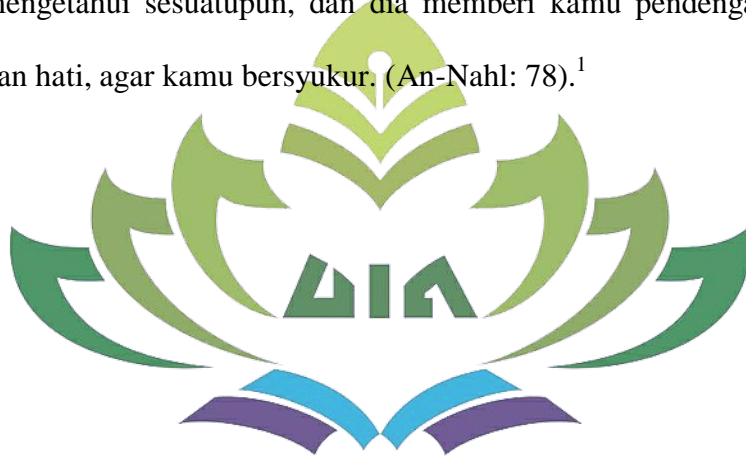 mengetahui sesuatupun, dan dia memberi kamu pendenga
an hati, agar kamu bersyukur. (An-Nahl: 78).¹